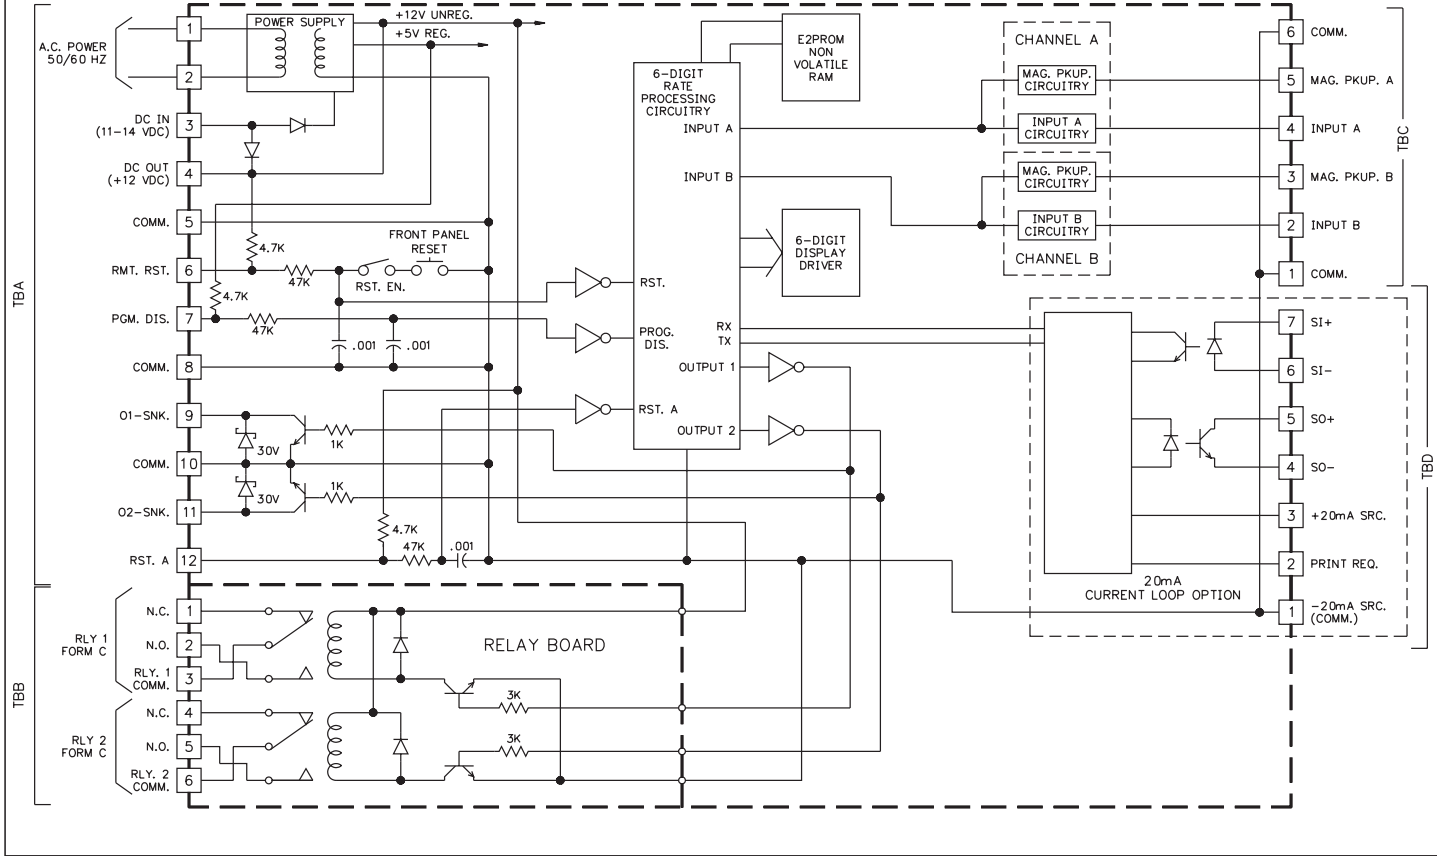 TBA
A.C. POWER
50/60 HZ
1
2
POWER SUPPLY
+12V UNREG.
+5V REG.
DC IN
(11-14 VDC)
3
DC OUT
(+12 VDC)
4
COMM.
5
4.7K
RMT. RST.
6
47K
FRONT PANEL
RESET
RST. EN.
4.7K
PGM. DIS.
7
47K
.001
.001
COMM.
8
O1-SNK.
9
30V
1K
COMM.
10
30V
1K
O2-SNK.
11
4.7K
RST. A
12
47K
.001
6-DIGIT
RATE
PROCESSING
CIRCUITRY
INPUT A
INPUT B
RST.
PROG.
DIS.
RX
TX
OUTPUT 1
RST. A
OUTPUT 2
E2PROM
NON
VOLATILE
RAM
6-DIGIT
DISPLAY
DRIVER
CHANNEL A
MAG. PKUP.
CIRCUITRY
INPUT A
CIRCUITRY
MAG. PKUP.
CIRCUITRY
INPUT B
CIRCUITRY
CHANNEL B
TBC
6
COMM.
5
MAG. PKUP. A
4
INPUT A
3
MAG. PKUP. B
2
INPUT B
1
COMM.
TBD
7
SI+
6
SI-
5
SO+
4
SO-
3
+20mA SRC.
2
PRINT REQ.
1
-20mA SRC.
(COMM.)
20mA
CURRENT LOOP OPTION
TBB
RLY 1
FORM C
N.C.
1
N.O.
2
RLY. 1
COMM.
3
RELAY BOARD
3K
RLY 2
FORM C
N.C.
4
N.O.
5
RLY. 2
COMM.
6
3K